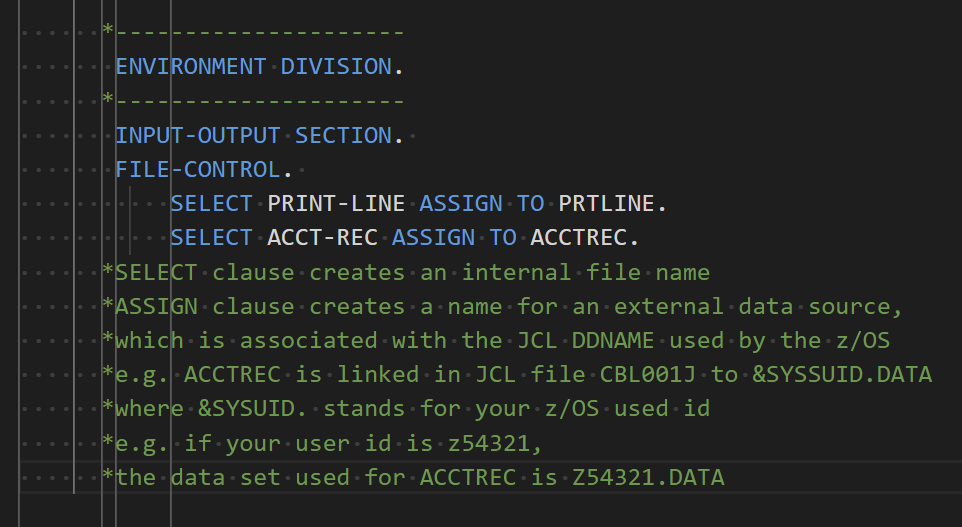 *---------------------
ENVIRONMENT DIVISION.
*---------------------
INPUT-OUTPUT SECTION.
FILE-CONTROL.
SELECT PRINT-LINE ASSIGN TO PRTLINE.
SELECT ACCT-REC ASSIGN TO ACCTREC.
*SELECT clause creates an internal file name
*ASSIGN clause creates a name for an external data source,
*which is associated with the JCL DDNAME used by the z/OS
*e.g. ACCTREC is linked in JCL file CBL001J to &SYSSUID.DATA
*where &SYSUID. stands for your z/OS used id
*e.g. if your user id is z54321,
*the data set used for ACCTREC is Z54321.DATA